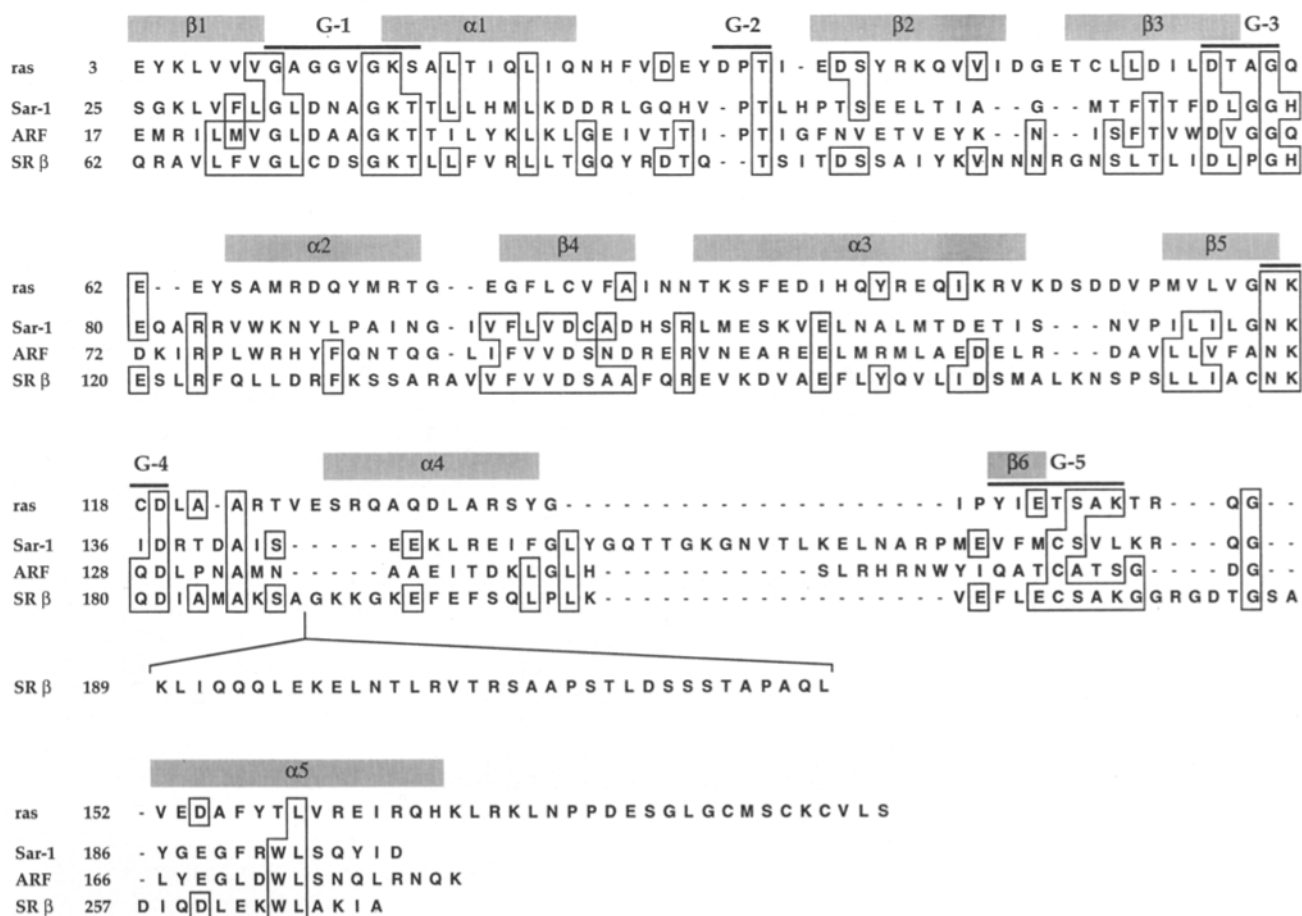 β1 G-1 α1 G-2 β2 β3 G-3
ras 3 E Y K L V V V G A G G V G K S A L T I Q L I Q N H F V D E Y D P T I - E D S Y R K Q V V I D G E T C L L D I L D T A G Q
Sar-1 25 S G K L V F L G L D N A G K T T L L H M L K D D R L G Q H V - P T L H P T S E E L T I A - - G - - M T F T T F D L G G H
ARF 17 E M R I L M V G L D A A G K T T I L Y K L K L G E I V T T I - P T I G F N V E T V E Y K - - N - - I S F T V W D V G G Q
SR β 62 Q R A V L F V G L C D S G K T L L F V R L L T G Q Y R D T Q - - T S I T D S S A I Y K V N N N R G N S L T L I D L P G H
α2 β4 α3 β5
ras 62 E - - E Y S A M R D Q Y M R T G - - E G F L C V F A I N N T K S F E D I H Q Y R E Q I K R V K D S D D V P M V L V G N K
Sar-1 80 E Q A R R V W K N Y L P A I N G - I V F L V D C A D H S R L M E S K V E L N A L M T D E T I S - - - N V P I L I L G N K
ARF 72 D K I R P L W R H Y F Q N T Q G - L I F V V D S N D R E R V N E A R E E L M R M L A E D E L R - - - D A V L L V F A N K
SR β 120 E S L R F Q L L D R F K S S A R A V V F V V D S A A F Q R E V K D V A E F L Y Q V L I D S M A L K N S P S L L I A C N K
G-4 α4 β6 G-5
ras 118 C D L A - A R T V E S R Q A Q D L A R S Y G - - - - - - - - - - - - - - - - - - - - I P Y I E T S A K T R - - - Q G - -
Sar-1 136 I D R T D A I S - - - - - E E K L R E I F G L Y G Q T T G K G N V T L K E L N A R P M E V F M C S V L K R - - - Q G - -
ARF 128 Q D L P N A M N - - - - - A A E I T D K L G L H - - - - - - - - - - - S L R H R N W Y I Q A T C A T S G - - - - D G - -
SR β 180 Q D I A M A K S A G K K G K E F E F S Q L P L K - - - - - - - - - - - - - - - - - - V E F L E C S A K G G R G D T G S A
SR β 189 K L I Q Q Q L E K E L N T L R V T R S A A P S T L D S S S T A P A Q L
α5
ras 152 - V E D A F Y T L V R E I R Q H K L R K L N P P D E S G L G C M S C K C V L S
Sar-1 186 - Y G E G F R W L S Q Y I D
ARF 166 - L Y E G L D W L S N Q L R N Q K
SR β 257 D I Q D L E K W L A K I A